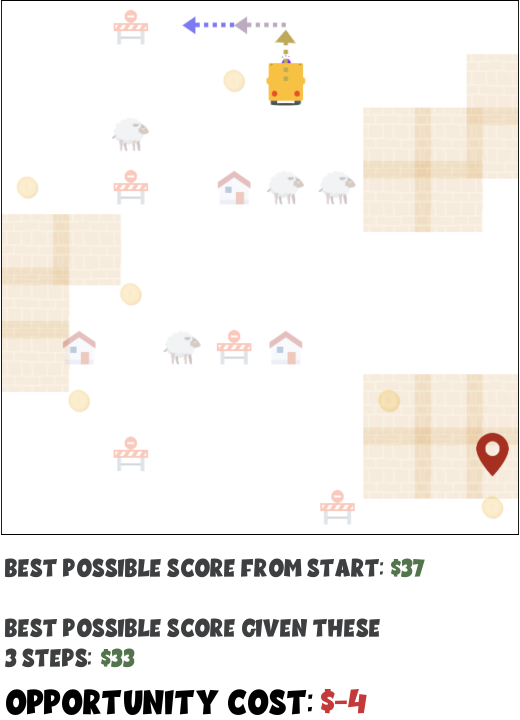 BEST POSSIBLE SCORE FROM START: $37
BEST POSSIBLE SCORE GIVEN THESE
3 STEPS: $33
OPPORTUNITY COST: $-4